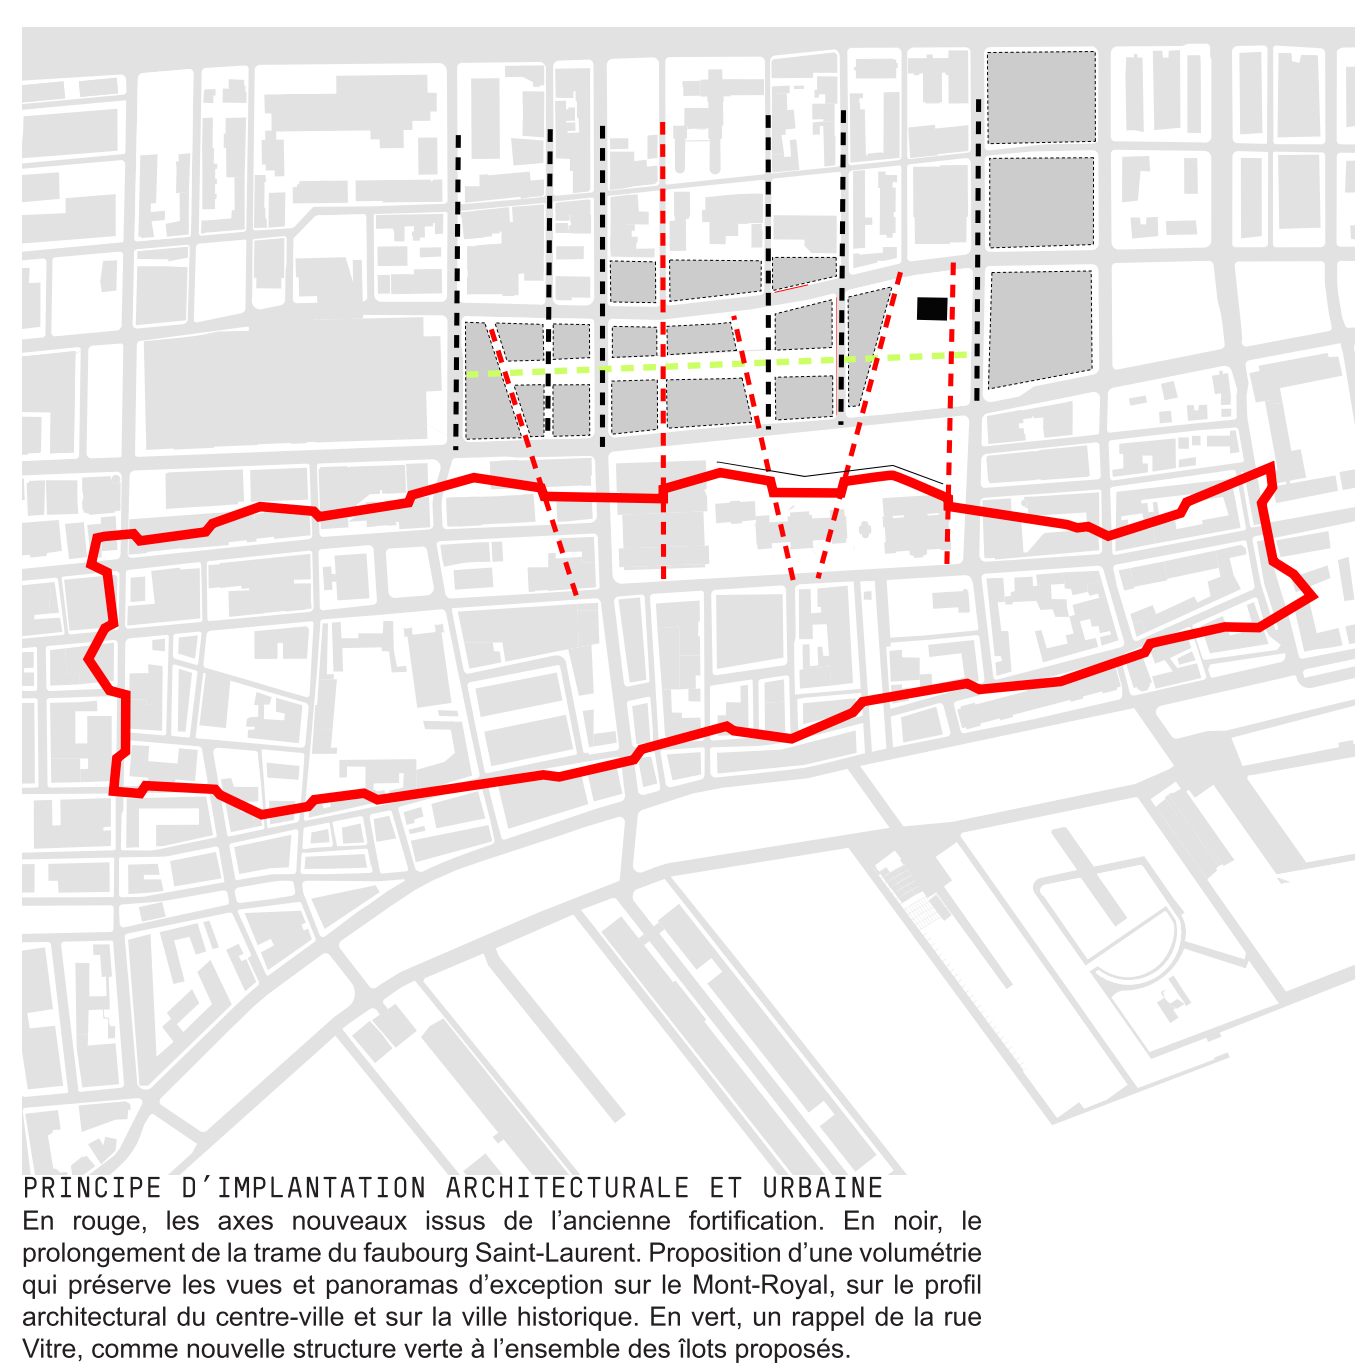 PRINCIPE D’IMPLANTATION ARCHITECTURALE ET URBAINE
En rouge, les axes nouveaux issus de l’ancienne fortification. En noir, le
prolongement de la trame du faubourg Saint-Laurent. Proposition d’une volumétrie
qui préserve les vues et panoramas d’exception sur le Mont-Royal, sur le profil
architectural du centre-ville et sur la ville historique. En vert, un rappel de la rue
Vitre, comme nouvelle structure verte à l’ensemble des îlots proposés.